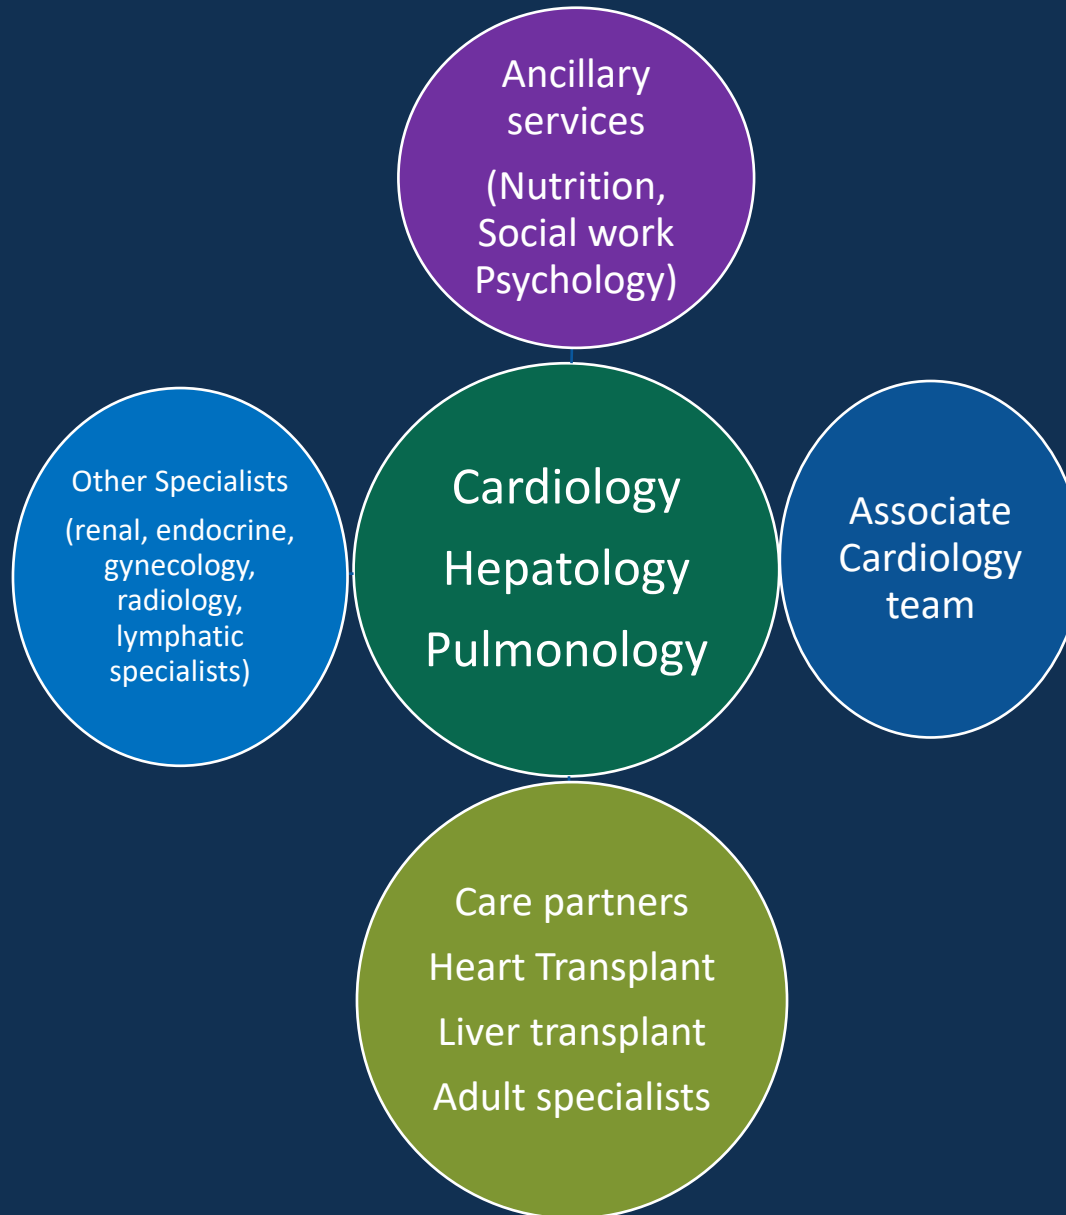 Ancillary
services
(Nutrition,
Social work
Psychology)
Other Specialists
(renal, endocrine,
gynecology,
radiology,
lymphatic
specialists)
Cardiology
Hepatology
Pulmonology
Associate
Cardiology
team
Care partners
Heart Transplant
Liver transplant
Adult specialists